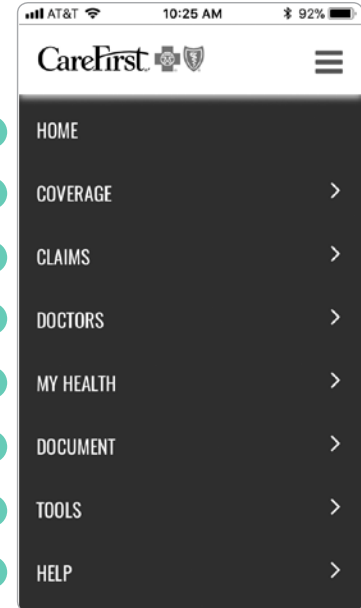 AT&T 10:25 AM 92%
CareFirst
HOME
COVERAGE
CLAIMS
DOCTORS
MY HEALTH
DOCUMENT
TOOLS
HELP